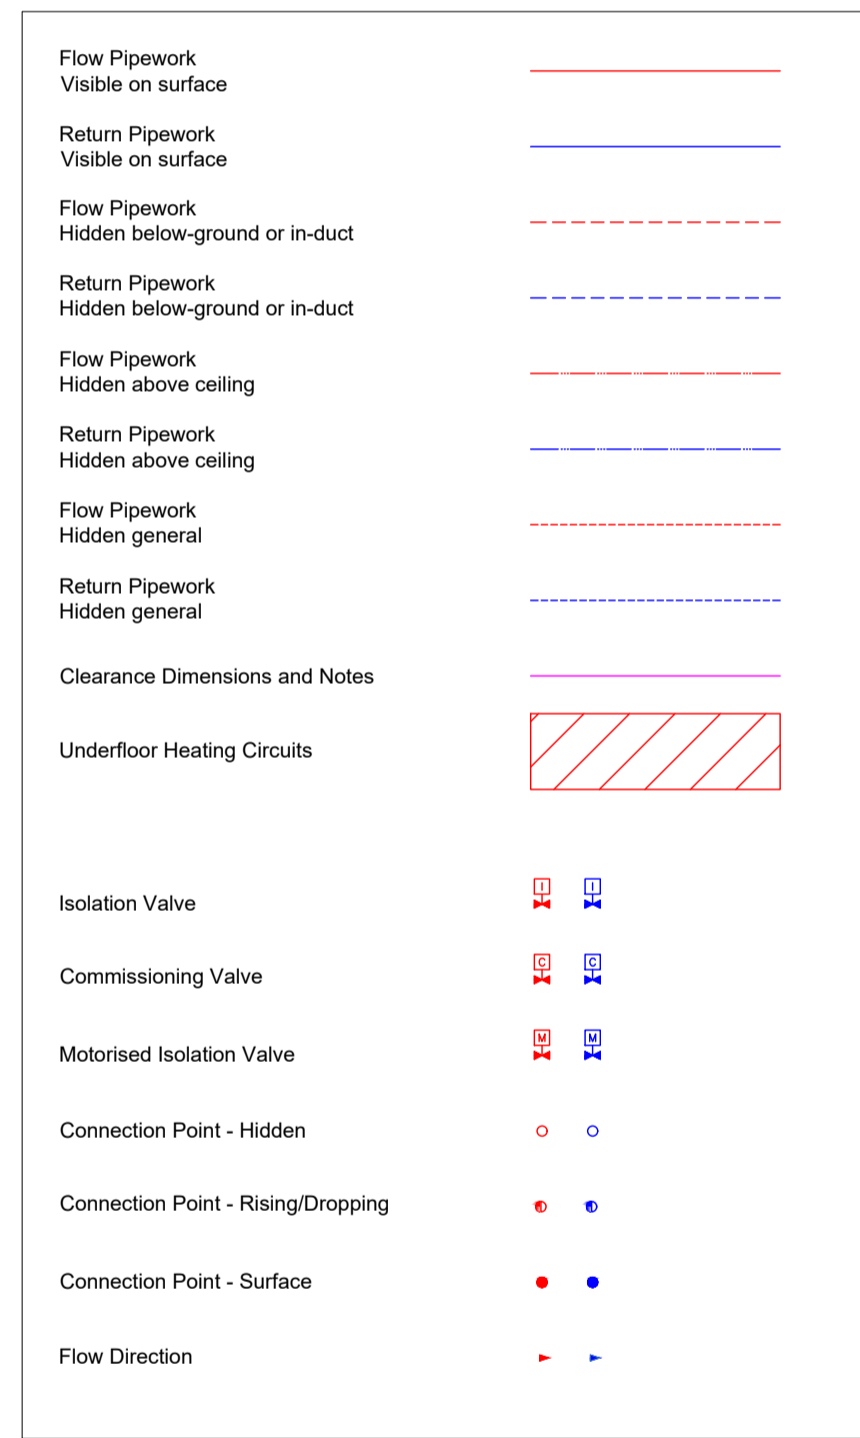 Flow Pipework
Visible on surface
Return Pipework
Visible on surface
Flow Pipework
Hidden below-ground or in-duct
Return Pipework
Hidden below-ground or in-duct
Flow Pipework
Hidden above ceiling
Return Pipework
Hidden above ceiling
Flow Pipework
Hidden general
Return Pipework
Hidden general
Clearance Dimensions and Notes
Underfloor Heating Circuits
Isolation Valve I I
Commissioning Valve C C
Motorised Isolation Valve M M
Connection Point - Hidden
Connection Point - Rising/Dropping
Connection Point - Surface
Flow Direction